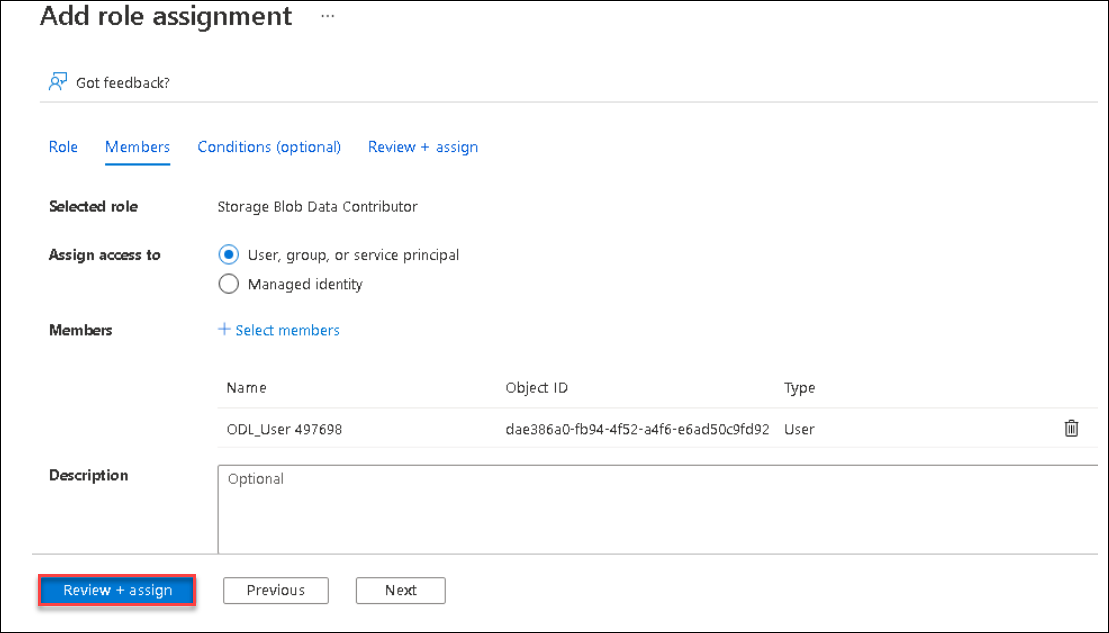 Add role assignment ...
Got feedback?
Role Members Conditions (optional) Review + assign
Selected role Storage Blob Data Contributor
Assign access to User, group, or service principal
Managed identity
Members + Select members
Name Object ID Type
ODL_User 497698 dae386a0-fb94-4f52-a4f6-e6ad50c9fd92 User
Description Optional
Review + assign Previous Next